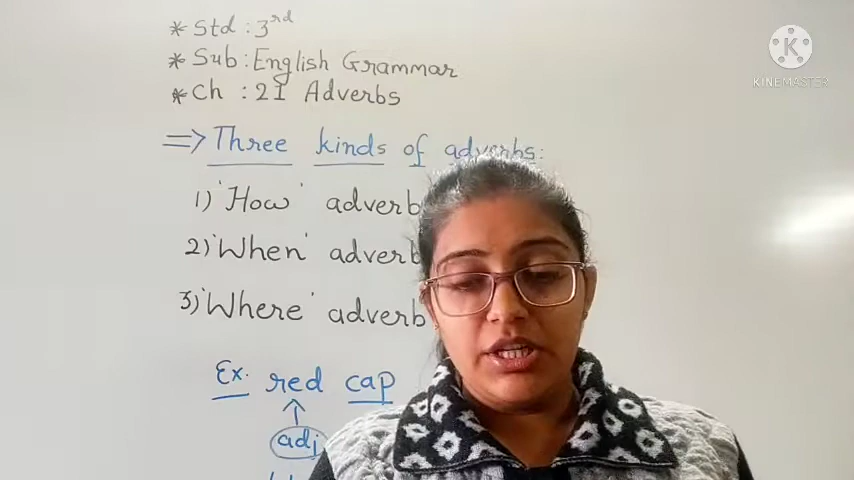 * Std : 3rd
* Sub : English Grammar
* Ch : 21 Adverbs
⇒ Three kinds of adverbs:
1) 'How' adverb
2) 'When' adverb
3) 'Where' adverb
Ex. red cap
↑
adj
KINEMASTER